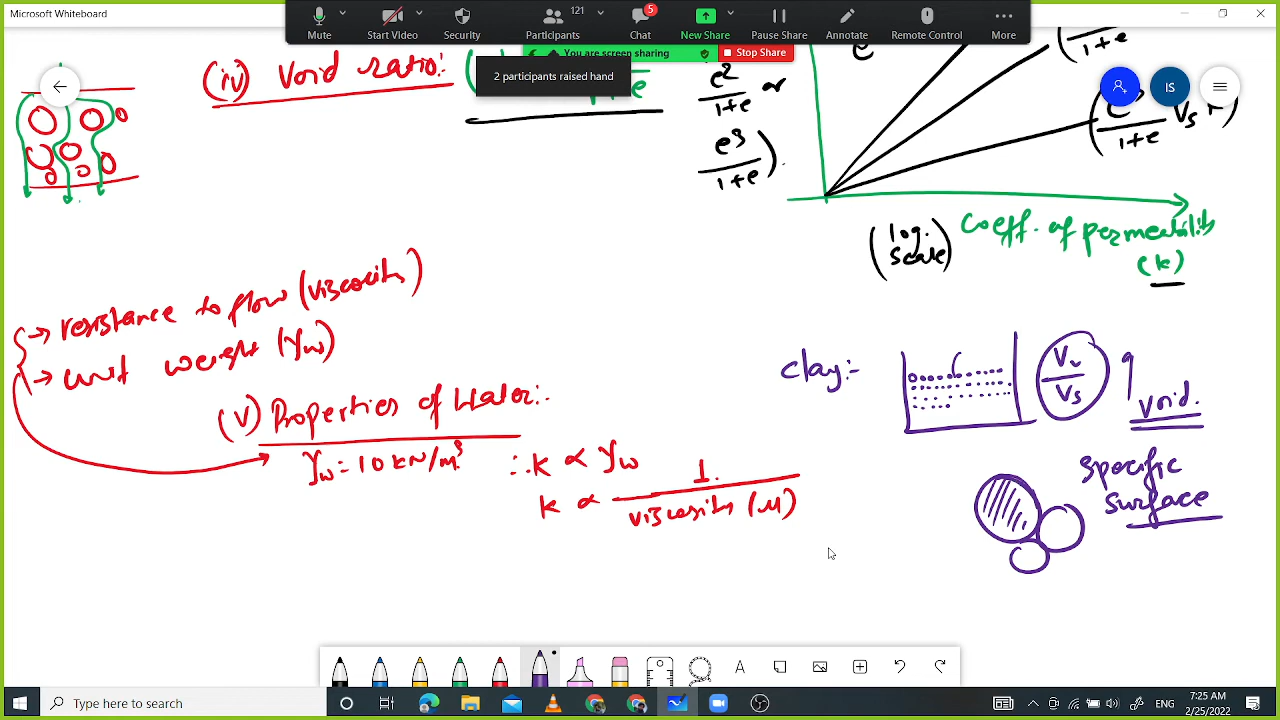 Microsoft Whiteboard
Mute
Start Video
Security
121
Participants
5
Chat
New Share
Pause Share
Annotate
Remote Control
More
You are screen sharing
Stop Share
2 participants raised hand
IS
(iv) Void ratio:
e
e² / 1+e or
e³ / 1+e ).
1+e
1+e
(log. scale)
Coeff. of permeability
(k)
→ resistance to flow (viscosity)
→ unit weight (γw)
(V) Properties of Water:-
γw = 10 kN/m³
∴ k ∝ γw
k ∝ 1 / viscosity (μ)
clay:-
Vv / Vs
void.
specific
surface
A
Type here to search
ENG
7:25 AM
2/25/2022